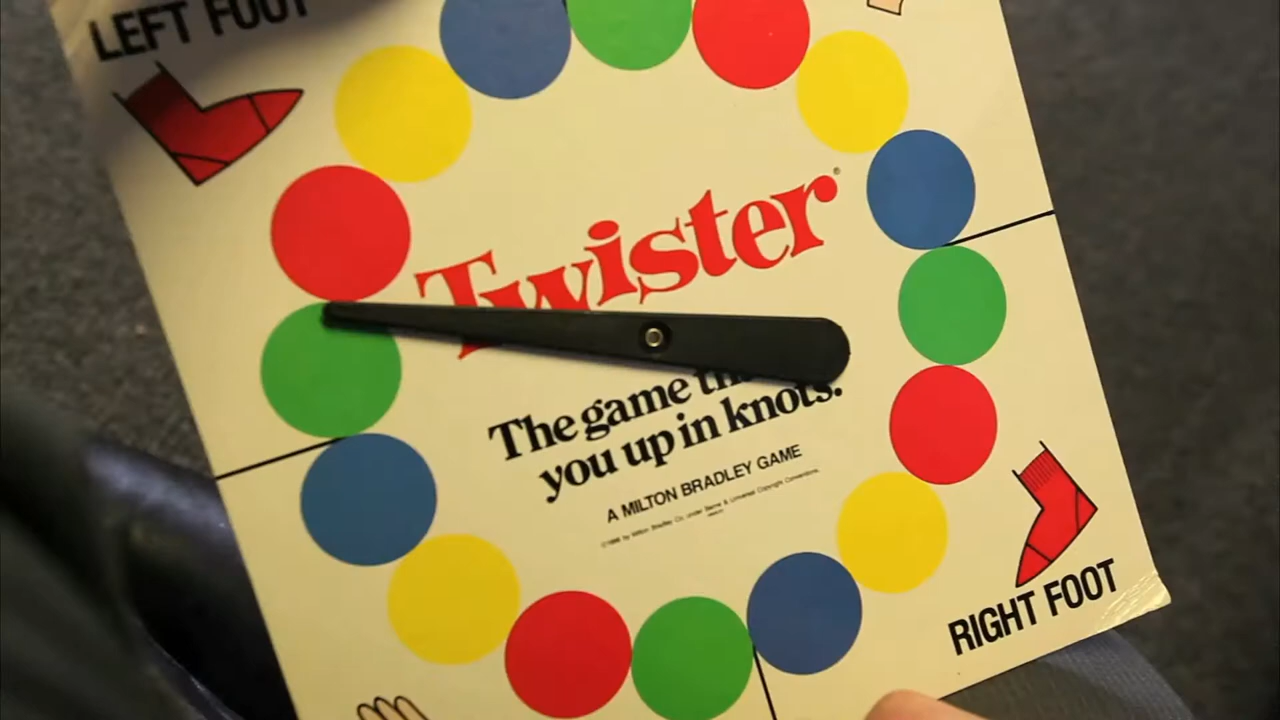 LEFT FOOT
Twister®
The game
you up in knots.
A MILTON BRADLEY GAME
RIGHT FOOT